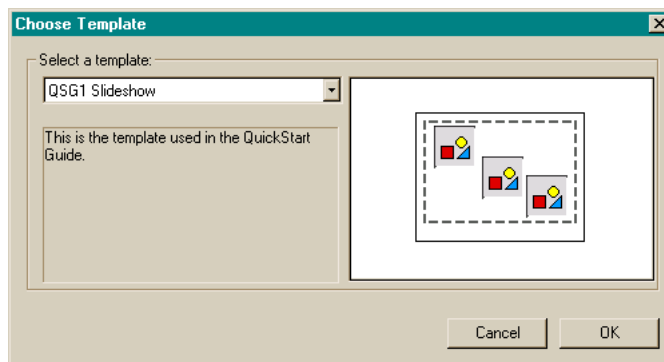 Choose Template
Select a template:
QSG1 Slideshow
This is the template used in the QuickStart
Guide.
Cancel
OK